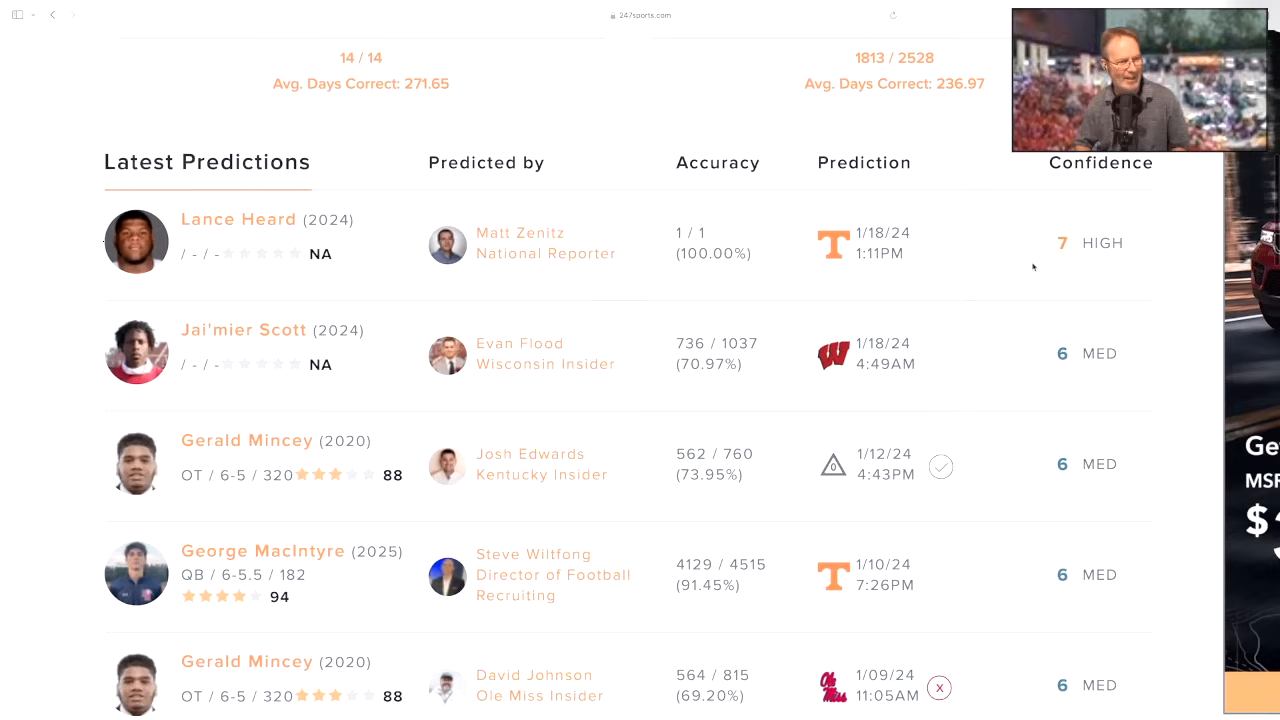 247sports.com
14 / 14
Avg. Days Correct: 271.65
1813 / 2528
Avg. Days Correct: 236.97
Latest Predictions
Predicted by
Accuracy
Prediction
Confidence
Lance Heard (2024)
/ - / -
NA
Matt Zenitz
National Reporter
1 / 1
(100.00%)
T
1/18/24
1:11PM
7 HIGH
Jai'mier Scott (2024)
/ - / -
NA
Evan Flood
Wisconsin Insider
736 / 1037
(70.97%)
W
1/18/24
4:49AM
6 MED
Gerald Mincey (2020)
OT / 6-5 / 320
88
Josh Edwards
Kentucky Insider
562 / 760
(73.95%)
0
1/12/24
4:43PM
6 MED
George MacIntyre (2025)
QB / 6-5.5 / 182
94
Steve Wiltfong
Director of Football
Recruiting
4129 / 4515
(91.45%)
T
1/10/24
7:26PM
6 MED
Gerald Mincey (2020)
OT / 6-5 / 320
88
David Johnson
Ole Miss Insider
564 / 815
(69.20%)
Ole
Miss
1/09/24
11:05AM
X
6 MED
Ge
MSR
$